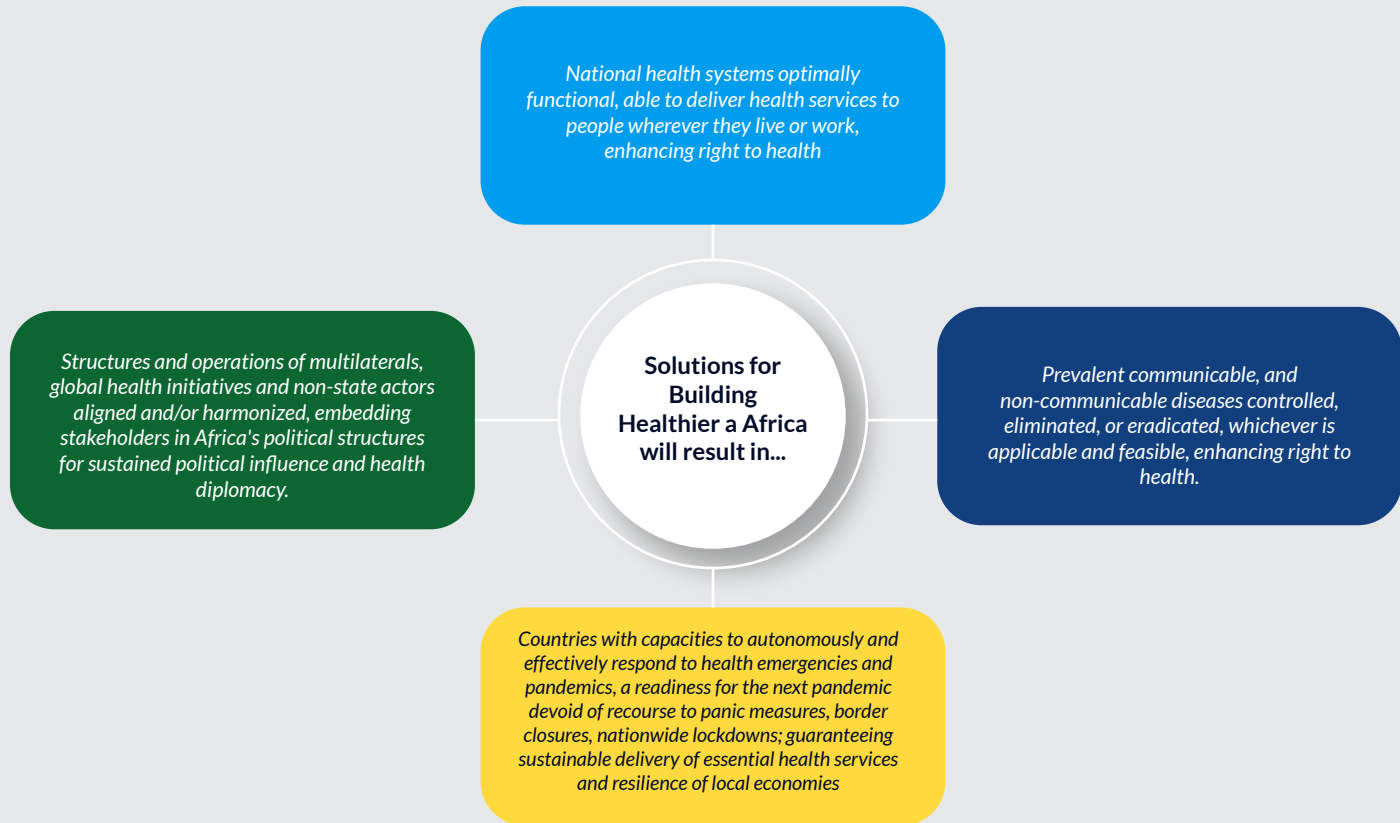 National health systems optimally
functional, able to deliver health services to
people wherever they live or work,
enhancing right to health
Structures and operations of multilaterals,
global health initiatives and non-state actors
aligned and/or harmonized, embedding
stakeholders in Africa's political structures
for sustained political influence and health
diplomacy.
Solutions for
Building
Healthier a Africa
will result in...
Prevalent communicable, and
non-communicable diseases controlled,
eliminated, or eradicated, whichever is
applicable and feasible, enhancing right to
health.
Countries with capacities to autonomously and
effectively respond to health emergencies and
pandemics, a readiness for the next pandemic
devoid of recourse to panic measures, border
closures, nationwide lockdowns; guaranteeing
sustainable delivery of essential health services
and resilience of local economies